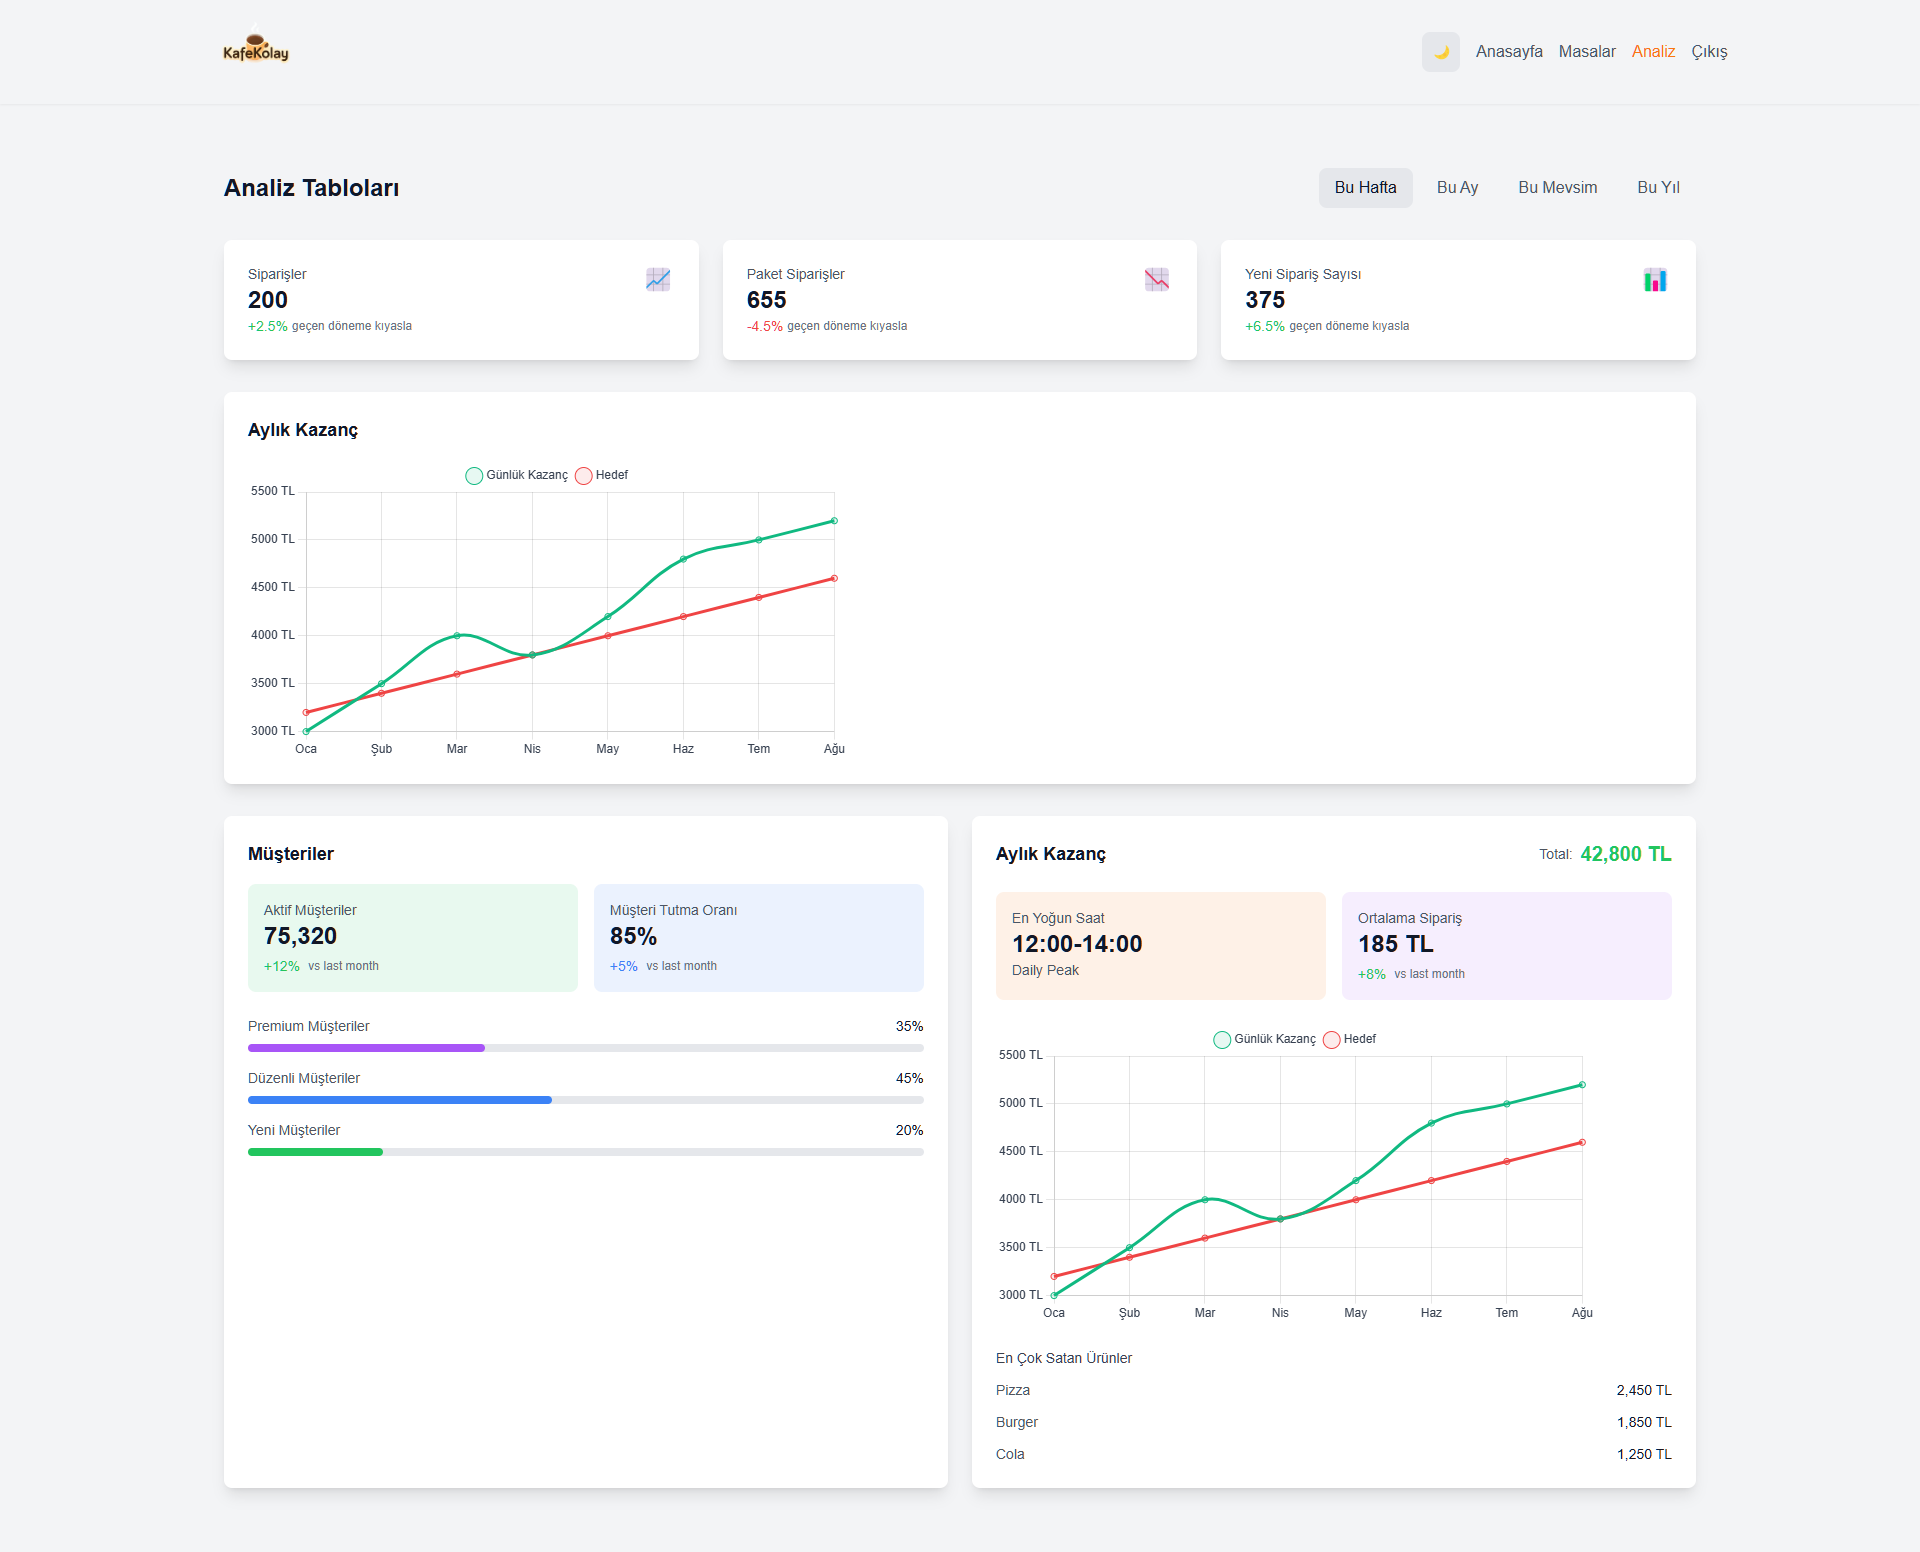 KafeKolay
🌙 Anasayfa Masalar Analiz Çıkış
Analiz Tabloları
Bu Hafta Bu Ay Bu Mevsim Bu Yıl
Siparişler
200
+2.5% geçen döneme kıyasla
Paket Siparişler
655
-4.5% geçen döneme kıyasla
Yeni Sipariş Sayısı
375
+6.5% geçen döneme kıyasla
Aylık Kazanç
Günlük Kazanç Hedef
5500 TL
5000 TL
4500 TL
4000 TL
3500 TL
3000 TL
Oca Şub Mar Nis May Haz Tem Ağu
Müşteriler
Aktif Müşteriler
75,320
+12% vs last month
Müşteri Tutma Oranı
85%
+5% vs last month
Premium Müşteriler 35%
Düzenli Müşteriler 45%
Yeni Müşteriler 20%
Aylık Kazanç Total: 42,800 TL
En Yoğun Saat
12:00-14:00
Daily Peak
Ortalama Sipariş
185 TL
+8% vs last month
Günlük Kazanç Hedef
5500 TL
5000 TL
4500 TL
4000 TL
3500 TL
3000 TL
Oca Şub Mar Nis May Haz Tem Ağu
En Çok Satan Ürünler
Pizza 2,450 TL
Burger 1,850 TL
Cola 1,250 TL